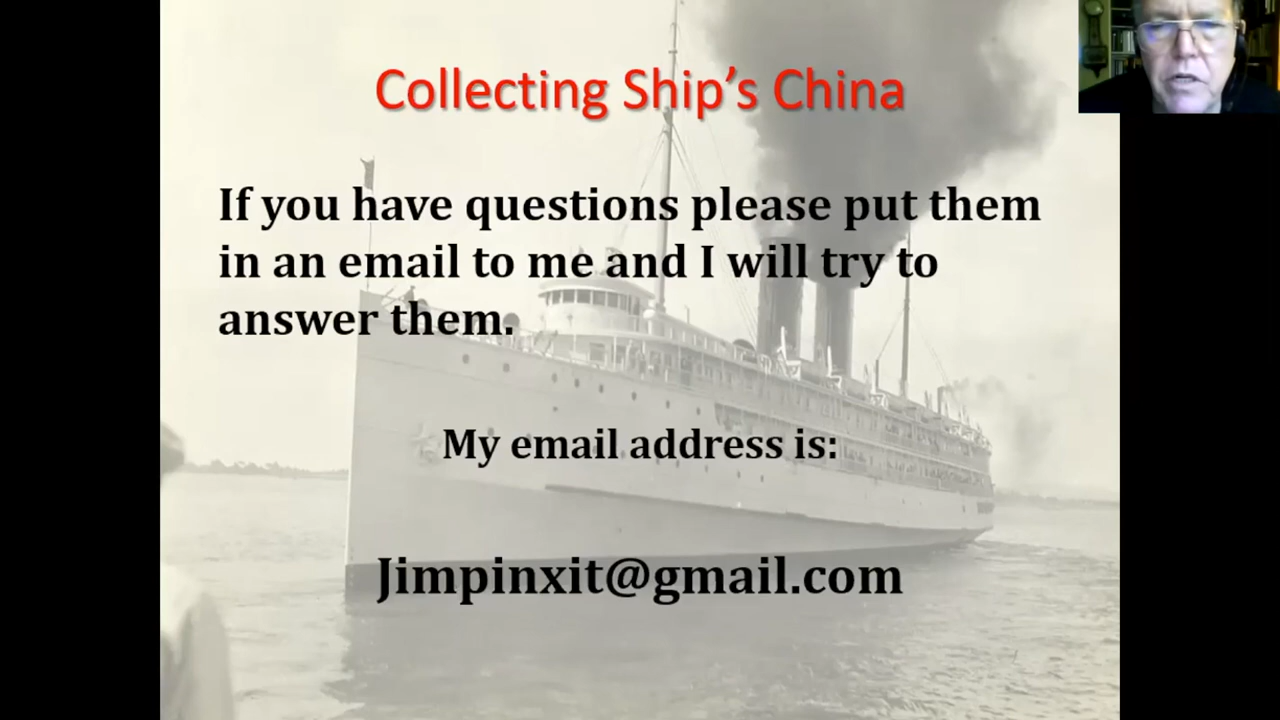 Collecting Ship’s China
If you have questions please put them
in an email to me and I will try to
answer them.
My email address is:
Jimpinxit@gmail.com